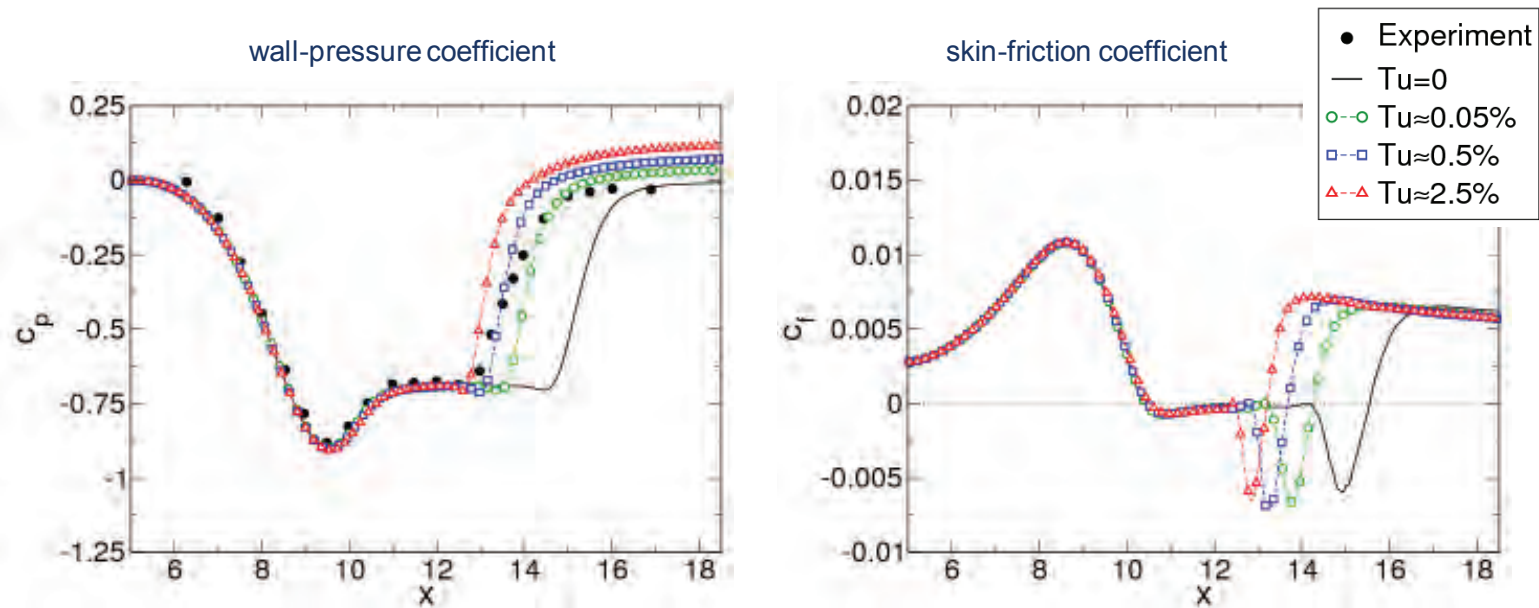 wall-pressure coefficient
skin-friction coefficient
Experiment
Tu=0
Tu≈0.05%
Tu≈0.5%
Tu≈2.5%
0.25
0
-0.25
-0.5
-0.75
-1
-1.25
cp
6 8 10 12 14 16 18
x
0.02
0.015
0.01
0.005
0
-0.005
-0.01
cf
6 8 10 12 14 16 18
x